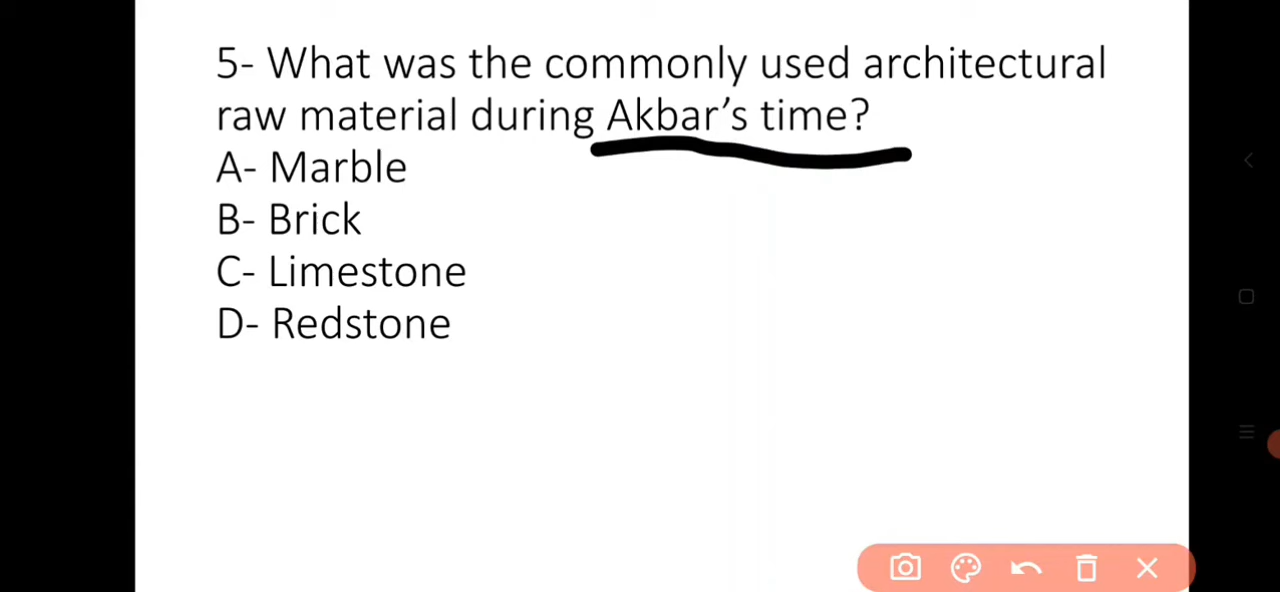 5- What was the commonly used architectural
raw material during Akbar’s time?
A- Marble
B- Brick
C- Limestone
D- Redstone